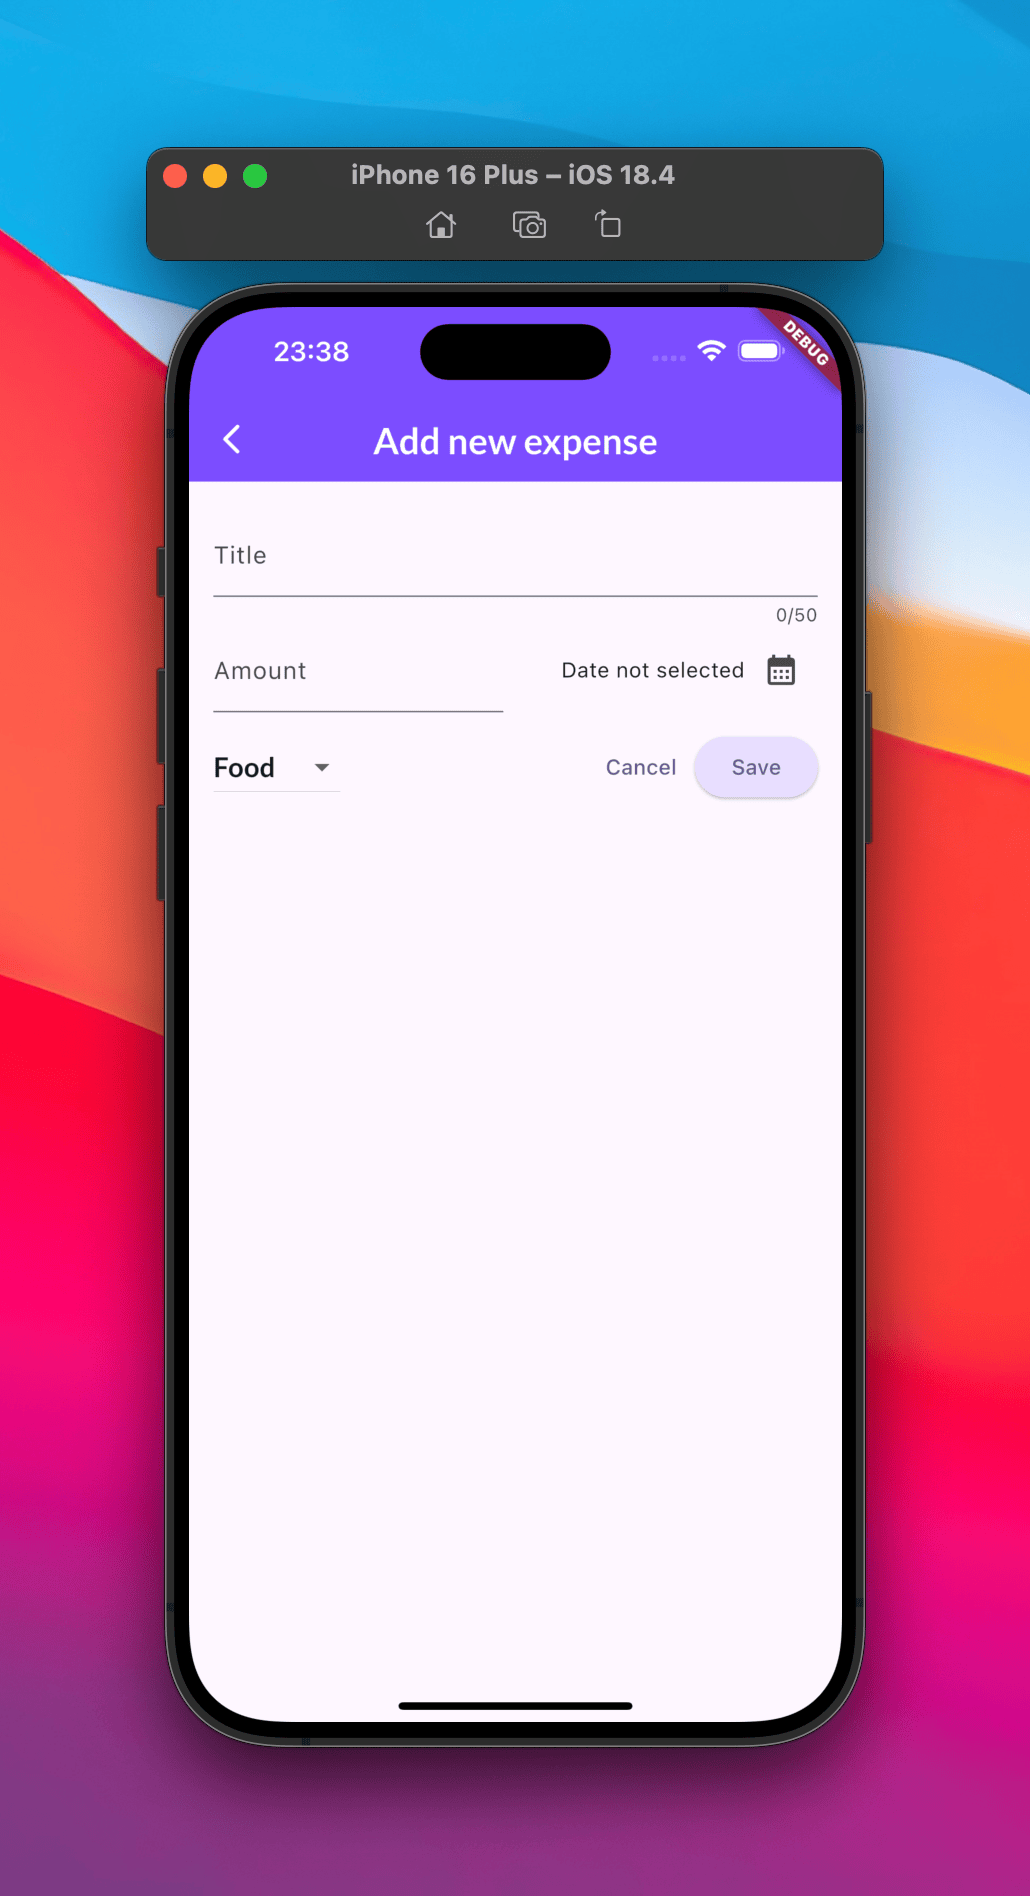 iPhone 16 Plus – iOS 18.4
23:38
DEBUG
Add new expense
Title
0/50
Amount
Date not selected
Food
Cancel
Save